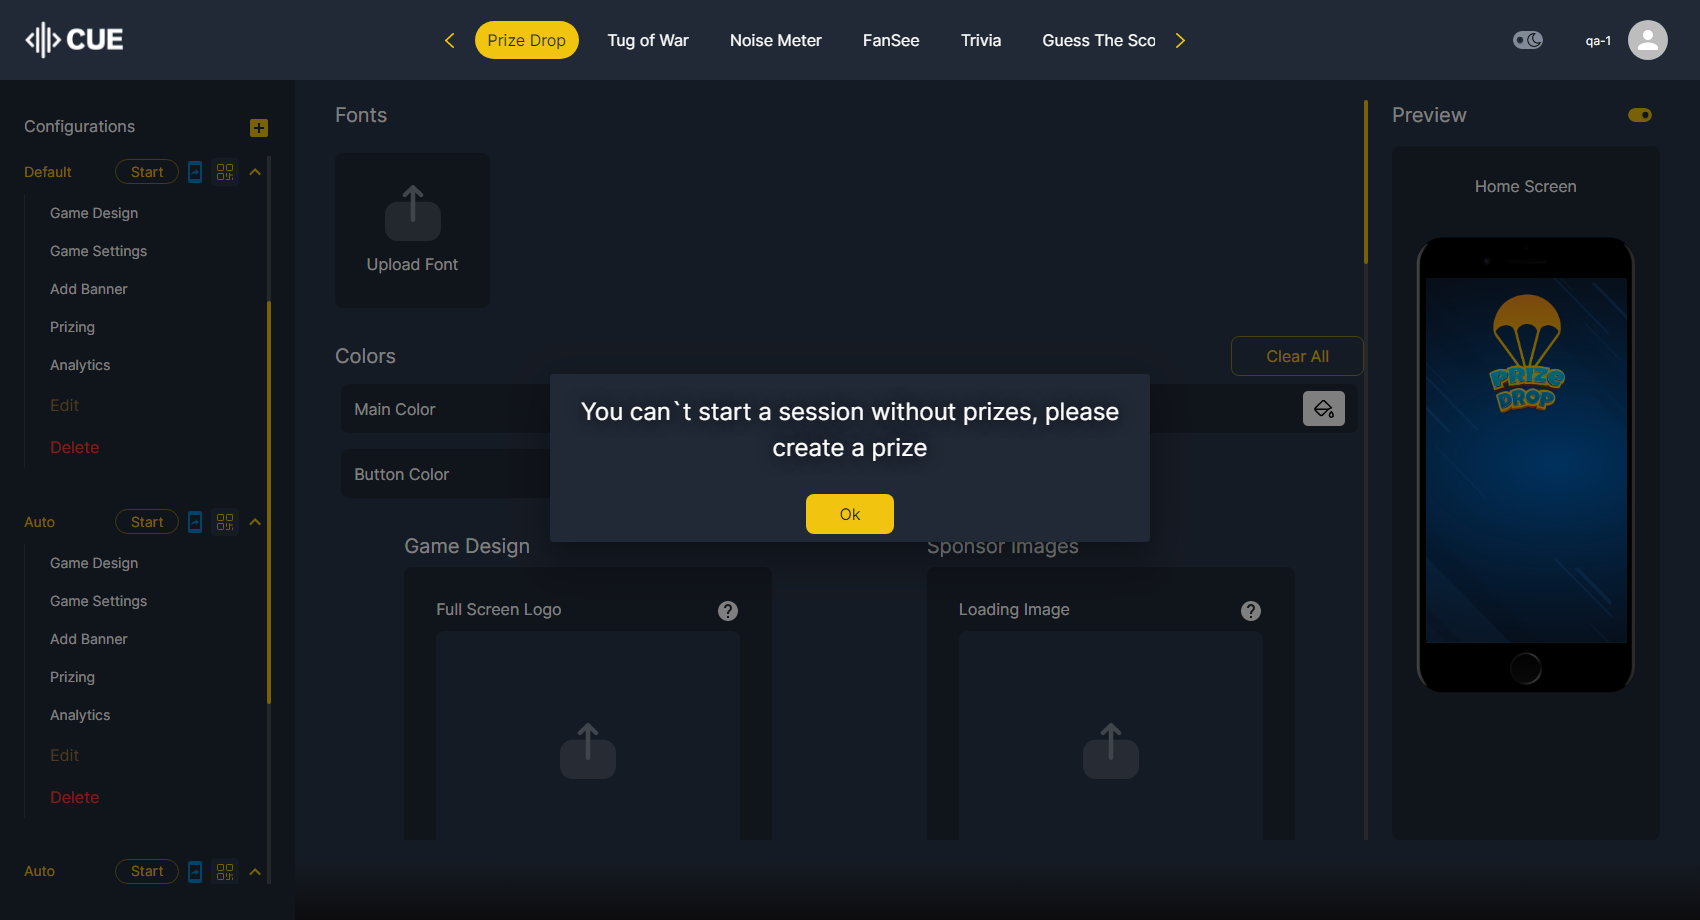 CUE
Prize Drop
Tug of War
Noise Meter
FanSee
Trivia
Guess The Sco
qa-1
Configurations
Default
Start
Game Design
Game Settings
Add Banner
Prizing
Analytics
Edit
Delete
Auto
Start
Game Design
Game Settings
Add Banner
Prizing
Analytics
Edit
Delete
Auto
Start
Fonts
Upload Font
Colors
Clear All
Main Color
Button Color
You can`t start a session without prizes, please
create a prize
Ok
Game Design
Full Screen Logo
?
Sponsor Images
Loading Image
?
Preview
Home Screen
PRIZE
DROP